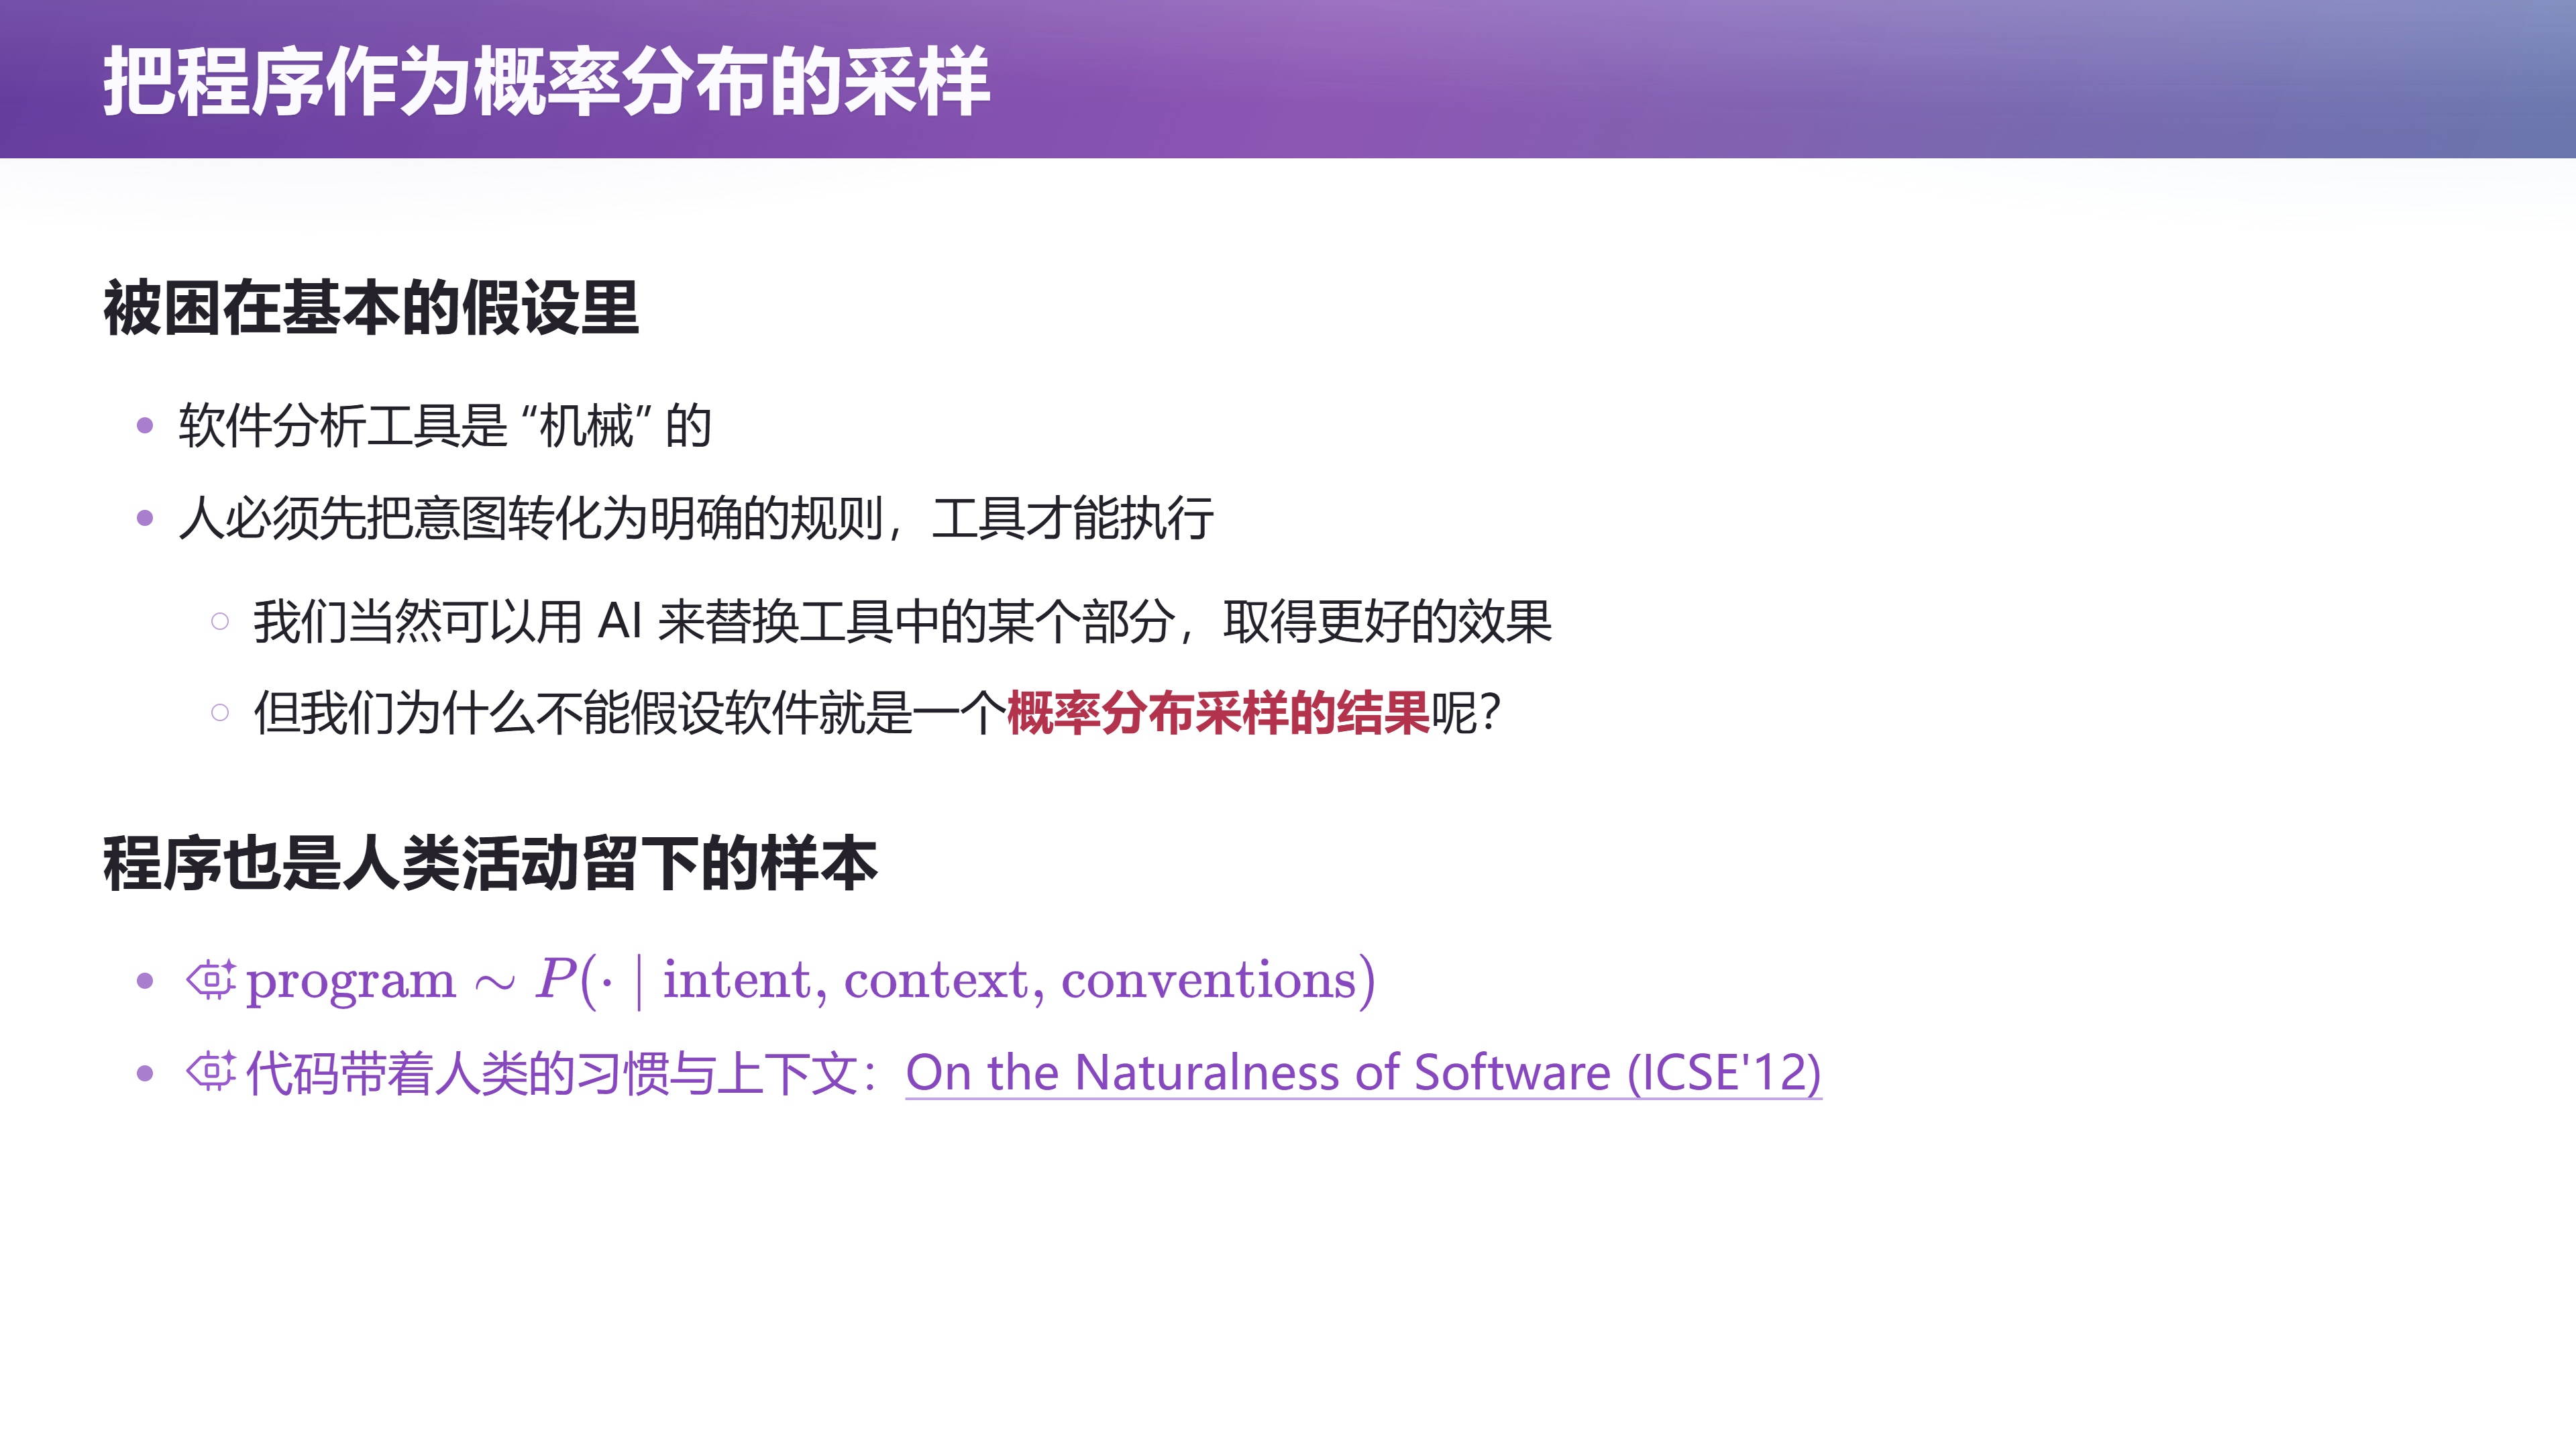 把程序作为概率分布的采样
被困在基本的假设里
软件分析工具是 “机械” 的
人必须先把意图转化为明确的规则，工具才能执行
我们当然可以用 AI 来替换工具中的某个部分，取得更好的效果
但我们为什么不能假设软件就是一个概率分布采样的结果呢？
程序也是人类活动留下的样本
program ∼ P(· | intent, context, conventions)
代码带着人类的习惯与上下文：On the Naturalness of Software (ICSE'12)